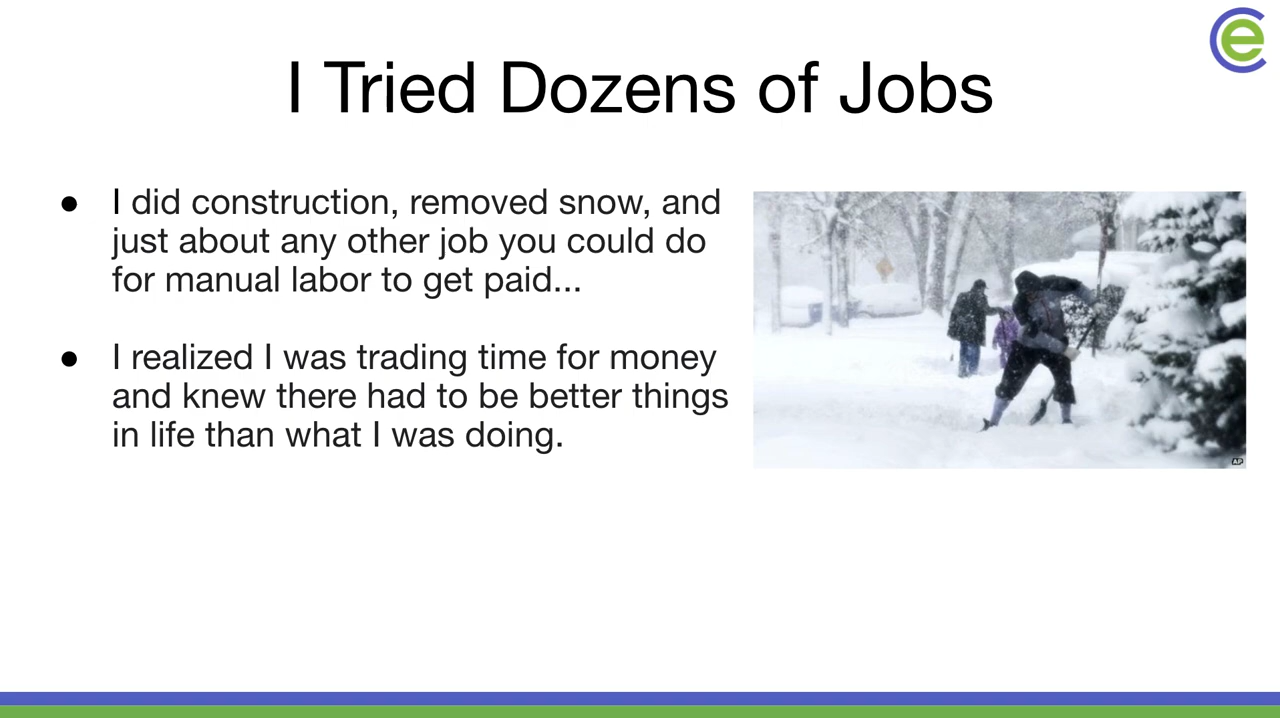 I Tried Dozens of Jobs
● I did construction, removed snow, and
just about any other job you could do
for manual labor to get paid...
● I realized I was trading time for money
and knew there had to be better things
in life than what I was doing.
AP
ce